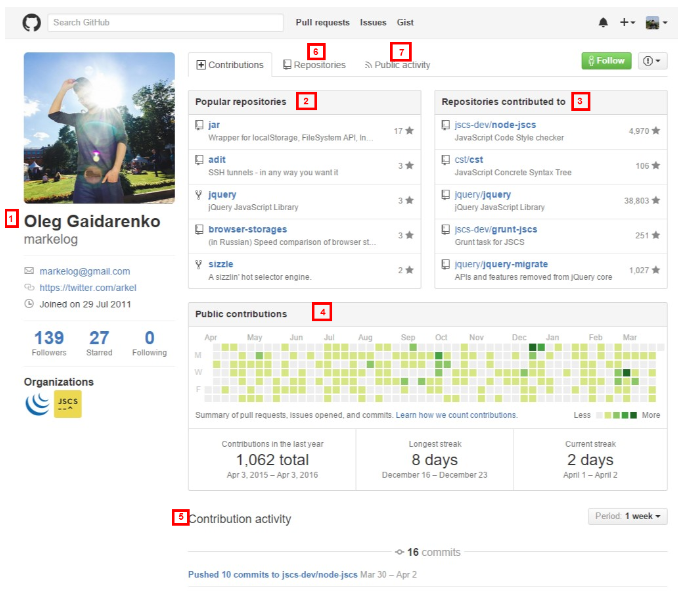 Search GitHub
Pull requests Issues Gist
6
7
Contributions Repositories Public activity
Follow
Popular repositories 2
jar
Wrapper for localStorage, FileSystem API, In...
17
adit
SSH tunnels - in any way you want it
3
jquery
jQuery JavaScript Library
3
browser-storages
(in Russian) Speed comparison of browser st...
3
sizzle
A sizzlin' hot selector engine.
2
Repositories contributed to 3
jscs-dev/node-jscs
JavaScript Code Style checker
4,970
cst/cst
JavaScript Concrete Syntax Tree
106
jquery/jquery
jQuery JavaScript Library
38,803
jscs-dev/grunt-jscs
Grunt task for JSCS
251
jquery/jquery-migrate
APIs and features removed from jQuery core
1,027
1
Oleg Gaidarenko
markelog
markelog@gmail.com
https://twitter.com/arkel
Joined on 29 Jul 2011
139 27 0
Followers Starred Following
Organizations
JSCS
Public contributions 4
Apr May Jun Jul Aug Sep Oct Nov Dec Jan Feb Mar
M
W
F
Summary of pull requests, issues opened, and commits. Learn how we count contributions.
Less More
Contributions in the last year
1,062 total
Apr 3, 2015 – Apr 3, 2016
Longest streak
8 days
December 16 – December 23
Current streak
2 days
April 1 – April 2
5
Contribution activity
Period: 1 week
16 commits
Pushed 10 commits to jscs-dev/node-jscs Mar 30 – Apr 2